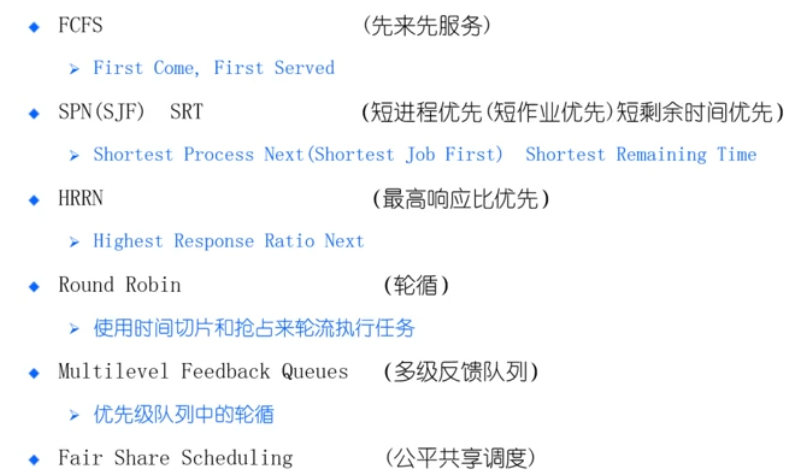 FCFS (先来先服务)
First Come, First Served
SPN(SJF) SRT (短进程优先(短作业优先)短剩余时间优先)
Shortest Process Next(Shortest Job First) Shortest Remaining Time
HRRN (最高响应比优先)
Highest Response Ratio Next
Round Robin (轮循)
使用时间切片和抢占来轮流执行任务
Multilevel Feedback Queues (多级反馈队列)
优先级队列中的轮循
Fair Share Scheduling (公平共享调度)